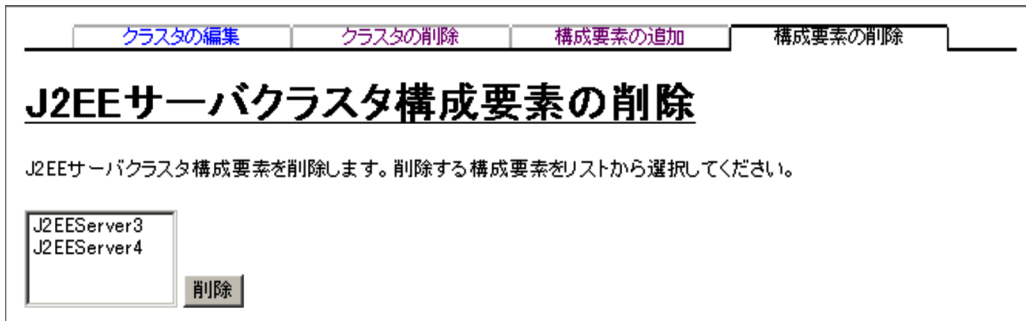 クラスタの編集 クラスタの削除 構成要素の追加 構成要素の削除
J2EEサーバクラスタ構成要素の削除
J2EEサーバクラスタ構成要素を削除します。削除する構成要素をリストから選択してください。
J2EEServer3
J2EEServer4
削除